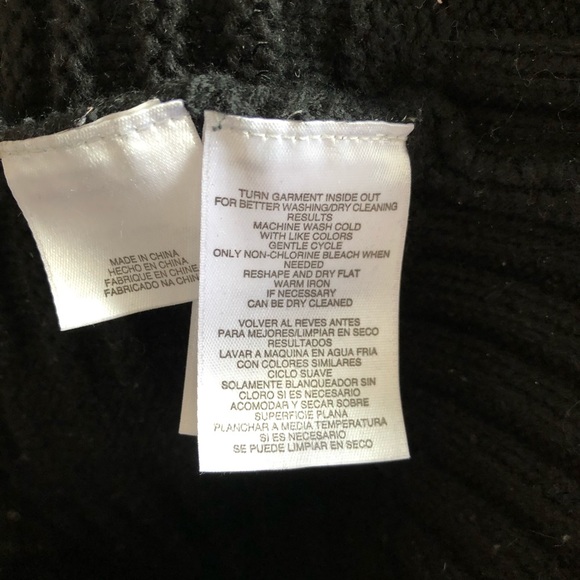 MADE IN CHINA
HECHO EN CHINA
FABRIQUE EN CHINE
FABRICADO NA
TURN GARMENT INSIDE OUT
FOR BETTER WASHING/DRY CLEANING
RESULTS
MACHINE WASH COLD
WITH LIKE COLORS
GENTLE CYCLE
ONLY NON-CHLORINE BLEACH WHEN
NEEDED
RESHAPE AND DRY FLAT
WARM IRON
IF NECESSARY
CAN BE DRY CLEANED
VOLVER AL REVES ANTES
PARA MEJORES/LIMPIAR EN SECO
RESULTADOS
LAVAR A MAQUINA EN AGUA FRIA
CON COLORES SIMILARES
CICLO SUAVE
SOLAMENTE BLANQUEADOR SIN
CLORO SI ES NECESARIO
ACOMODAR Y SECAR SOBRE
SUPERFICIE PLANA
PLANCHAR A MEDIA TEMPERATURA
SI ES NECESARIO
SE PUEDE LIMPIAR EN SECO